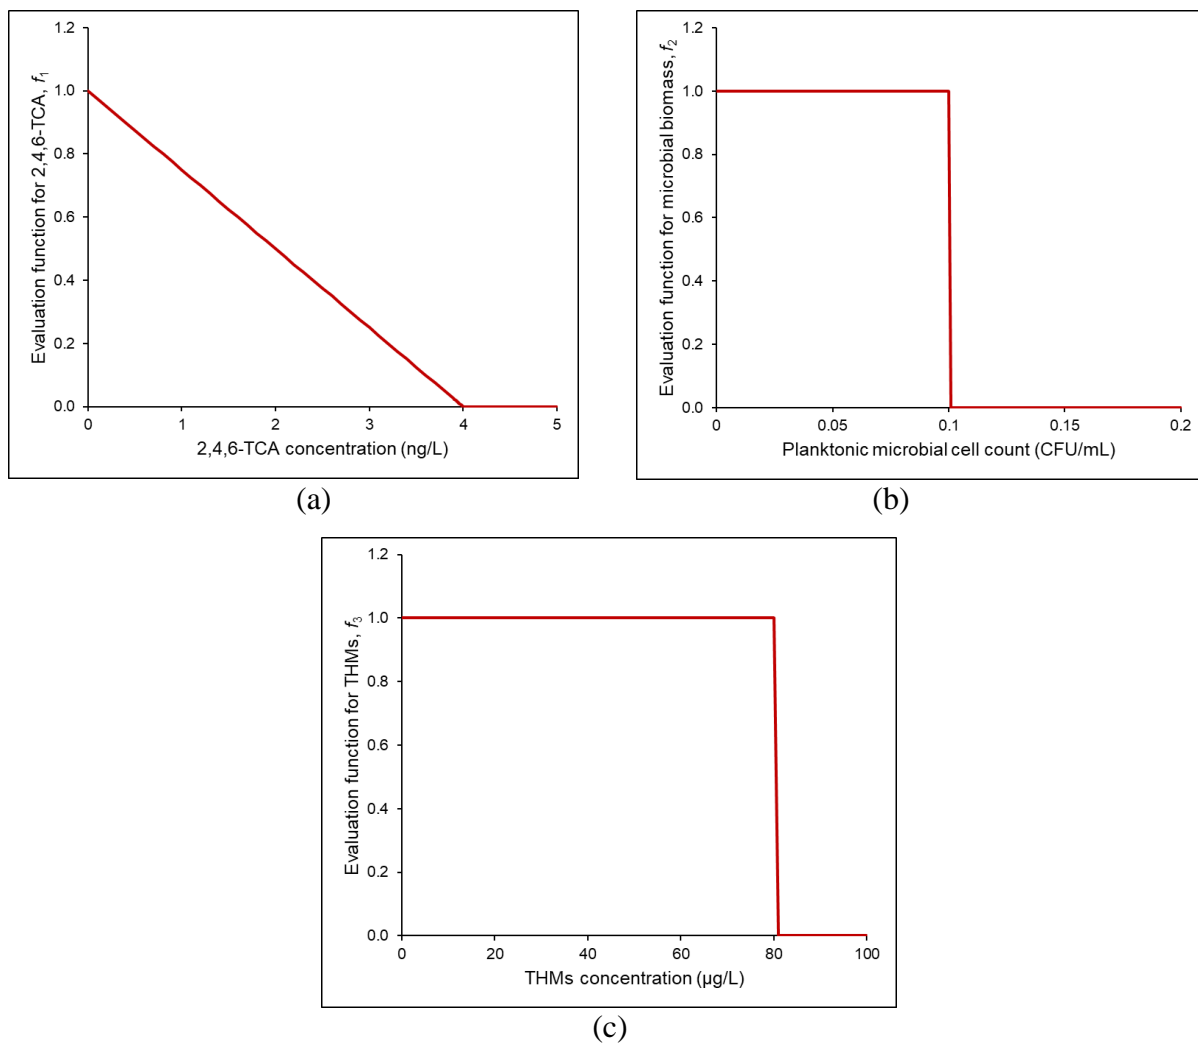 Evaluation function for 2,4,6-TCA, f₁
1.2
1.0
0.8
0.6
0.4
0.2
0.0
0 1 2 3 4 5
2,4,6-TCA concentration (ng/L)
(a)
Evaluation function for microbial biomass, f₂
1.2
1.0
0.8
0.6
0.4
0.2
0.0
0 0.05 0.1 0.15 0.2
Planktonic microbial cell count (CFU/mL)
(b)
Evaluation function for THMs, f₃
1.2
1.0
0.8
0.6
0.4
0.2
0.0
0 20 40 60 80 100
THMs concentration (µg/L)
(c)